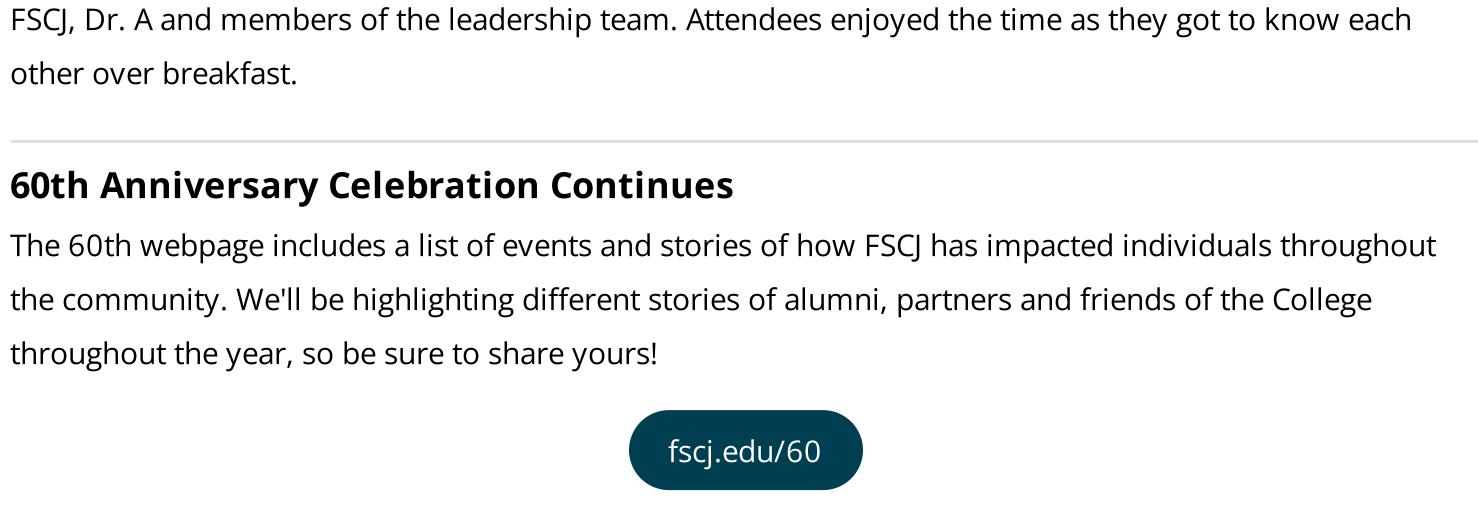 FSCJ, Dr. A and members of the leadership team. Attendees enjoyed the time as they got to know each
other over breakfast.
60th Anniversary Celebration Continues
The 60th webpage includes a list of events and stories of how FSCJ has impacted individuals throughout
the community. We'll be highlighting different stories of alumni, partners and friends of the College
throughout the year, so be sure to share yours!
fscj.edu/60